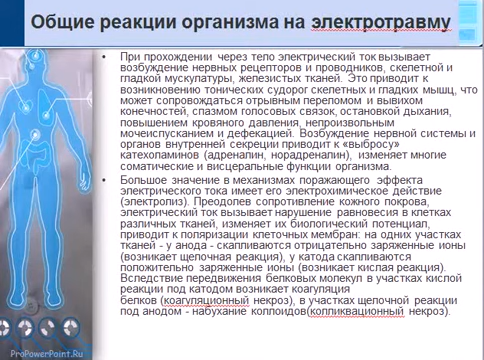 Общие реакции организма на электротравму
• При прохождении через тело электрический ток вызывает
возбуждение нервных рецепторов и проводников, скелетной и
гладкой мускулатуры, железистых тканей. Это приводит к
возникновению тонических судорог скелетных и гладких мышц, что
может сопровождаться отрывным переломом и вывихом
конечностей, спазмом голосовых связок, остановкой дыхания,
повышением кровяного давления, непроизвольным
мочеиспусканием и дефекацией. Возбуждение нервной системы и
органов внутренней секреции приводит к «выбросу»
катехоламинов (адреналин, норадреналин), изменяет многие
соматические и висцеральные функции организма.
• Большое значение в механизмах поражающего эффекта
электрического тока имеет его электрохимическое действие
(электролиз). Преодолев сопротивление кожного покрова,
электрический ток вызывает нарушение равновесия в клетках
различных тканей, изменяет их биологический потенциал,
приводит к поляризации клеточных мембран: на одних участках
тканей - у анода - скапливаются отрицательно заряженные ионы
(возникает щелочная реакция), у катода скапливаются
положительно заряженные ионы (возникает кислая реакция).
Вследствие передвижения белковых молекул в участках кислой
реакции под катодом возникает коагуляция
белков (коагуляционный некроз), в участках щелочной реакции
под анодом - набухание коллоидов(колликвационный некроз).
ProPowerPoint.Ru